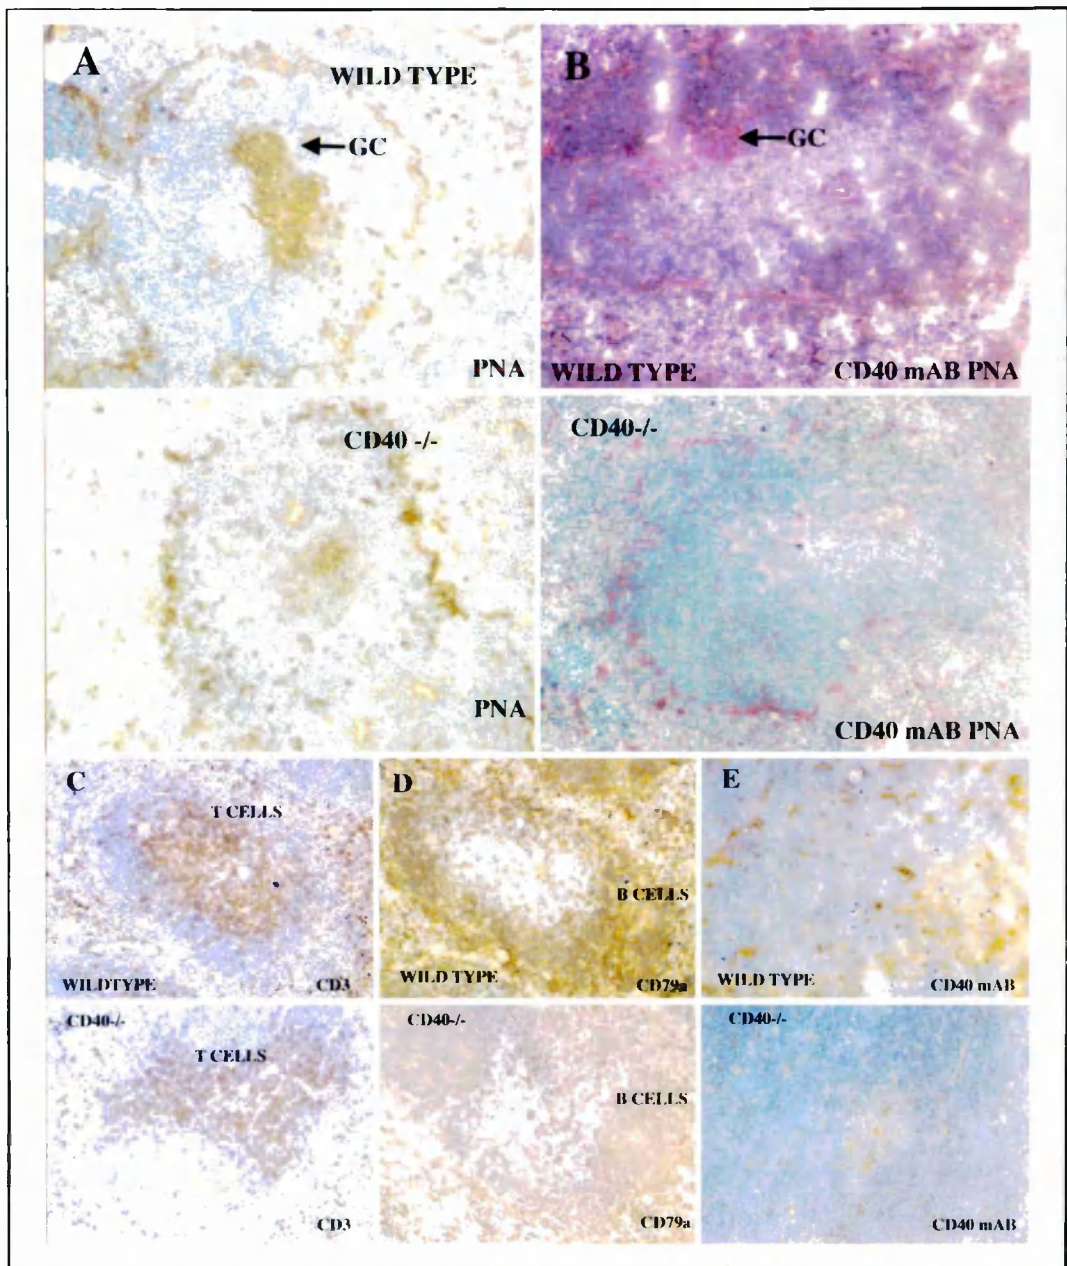 A
WILD TYPE
GC
PNA
B
GC
WILD TYPE
CD40 mAB PNA
CD40 -/-
PNA
CD40-/-
CD40 mAB PNA
C
T CELLS
WILDTYPE
CD3
D
B CELLS
WILD TYPE
CD79a
E
WILD TYPE
CD40 mAB
CD40-/-
T CELLS
CD3
CD40-/-
B CELLS
CD79a
CD40-/-
CD40 mAB